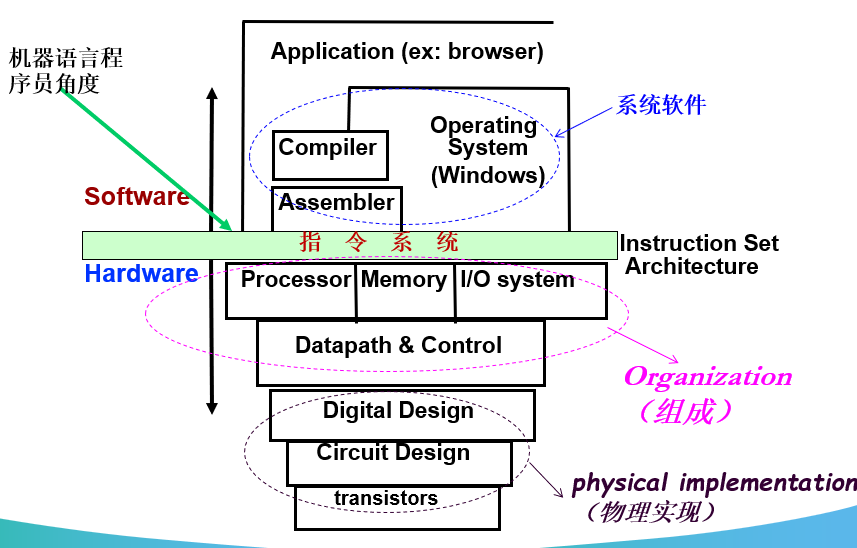 Application (ex: browser)
机器语言程
序员角度
系统软件
Operating
System
(Windows)
Compiler
Assembler
Software
指 令 系 统
Instruction Set
Architecture
Hardware
Processor
Memory
I/O system
Datapath & Control
Organization
（组成）
Digital Design
Circuit Design
transistors
physical implementation
（物理实现）